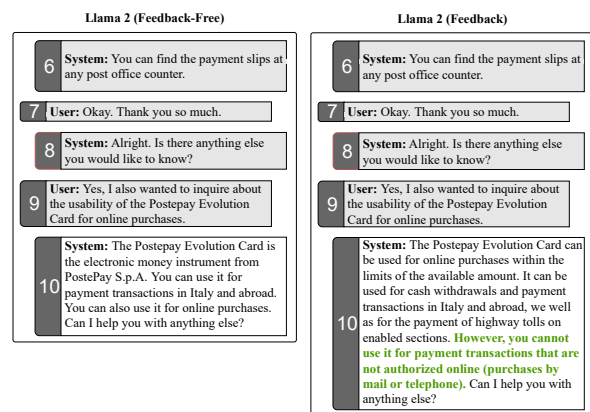 Llama 2 (Feedback-Free)
6
System: You can find the payment slips at
any post office counter.
7
User: Okay. Thank you so much.
8
System: Alright. Is there anything else
you would like to know?
9
User: Yes, I also wanted to inquire about
the usability of the Postepay Evolution
Card for online purchases.
10
System: The Postepay Evolution Card is
the electronic money instrument from
PostePay S.p.A. You can use it for
payment transactions in Italy and abroad.
You can also use it for online purchases.
Can I help you with anything else?
Llama 2 (Feedback)
6
System: You can find the payment slips at
any post office counter.
7
User: Okay. Thank you so much.
8
System: Alright. Is there anything else
you would like to know?
9
User: Yes, I also wanted to inquire about
the usability of the Postepay Evolution
Card for online purchases.
10
System: The Postepay Evolution Card can
be used for online purchases within the
limits of the available amount. It can be
used for cash withdrawals and payment
transactions in Italy and abroad, we well
as for the payment of highway tolls on
enabled sections. However, you cannot
use it for payment transactions that are
not authorized online (purchases by
mail or telephone). Can I help you with
anything else?